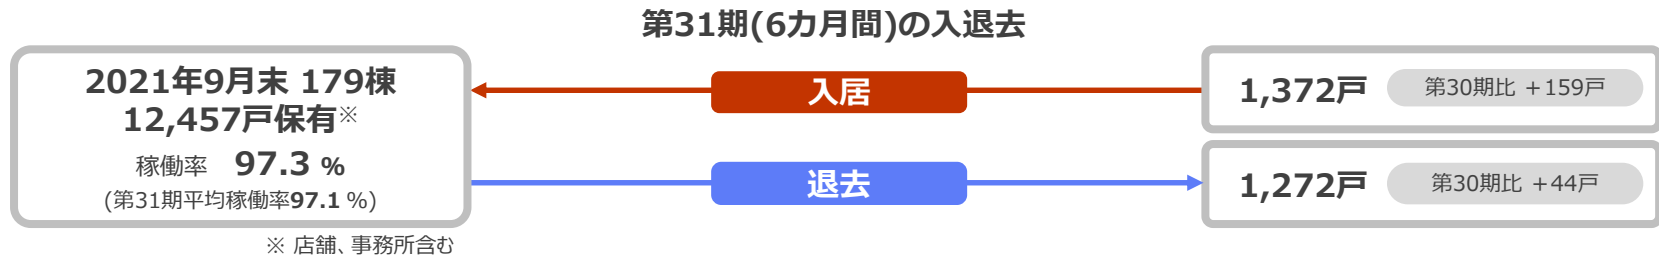 第31期(6カ月間)の入退去
2021年9月末 179棟
12,457戸保有※
稼働率 97.3 %
(第31期平均稼働率97.1 %)
※ 店舗、事務所含む
入居
1,372戸 第30期比 +159戸
退去
1,272戸 第30期比 +44戸